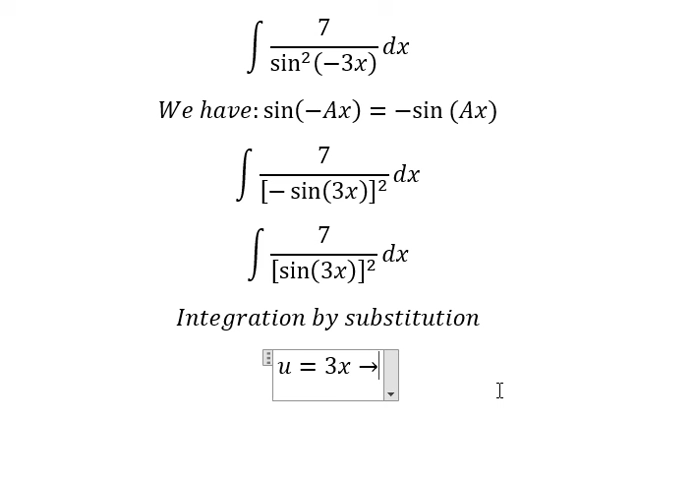 ∫ 7/sin²(−3x) dx
We have: sin(−Ax) = −sin (Ax)
∫ 7/[− sin(3x)]² dx
∫ 7/[sin(3x)]² dx
Integration by substitution
u = 3x →